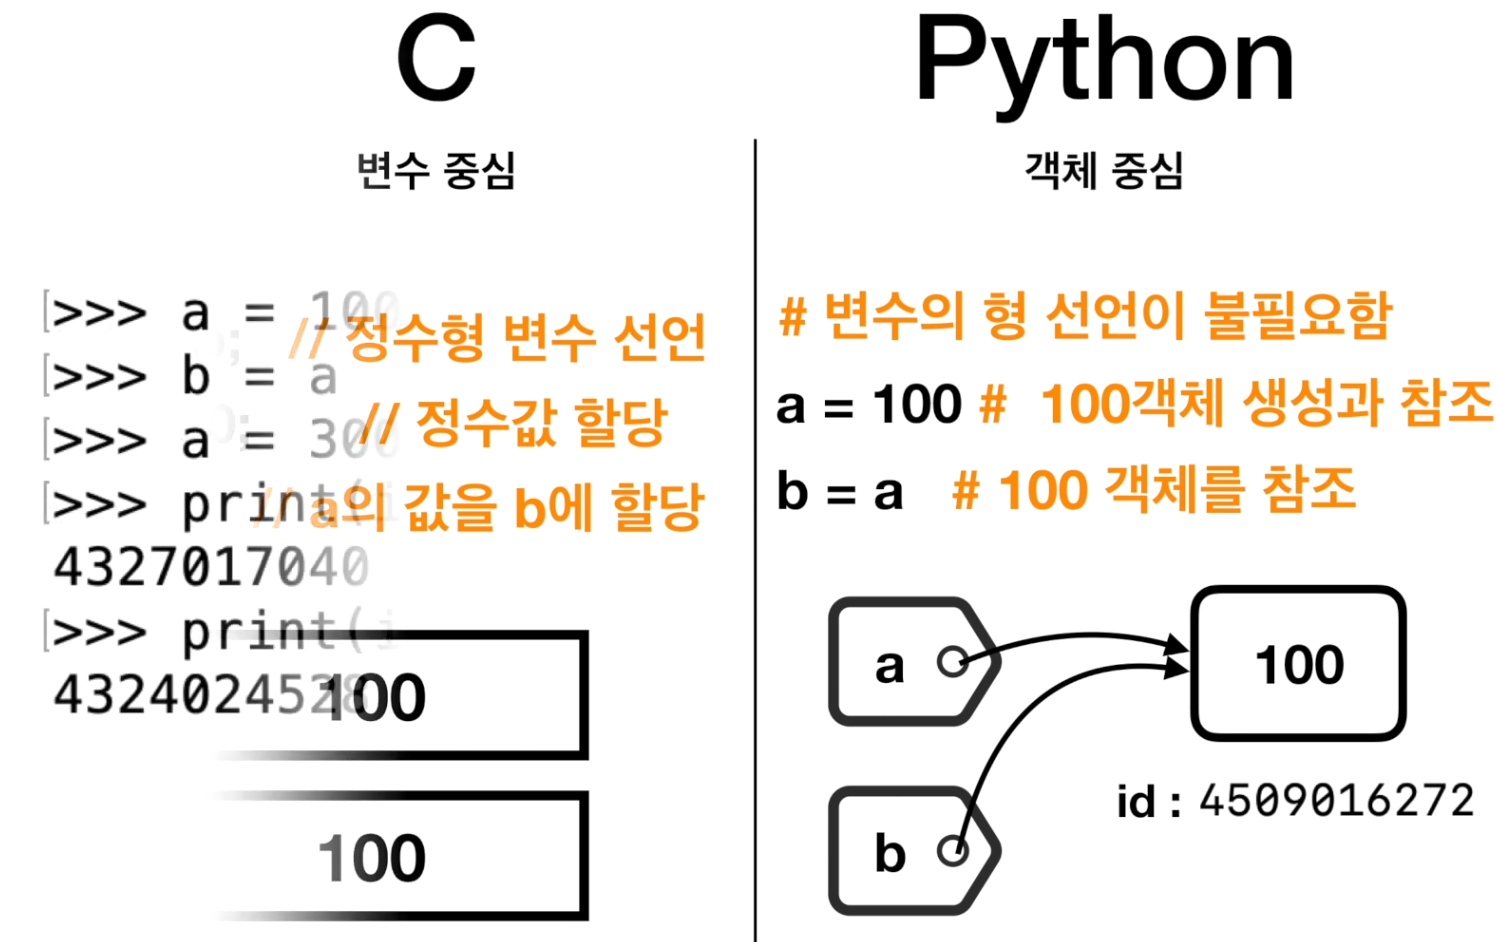 C
변수 중심
>>> a = 100
// 정수형 변수 선언
>>> b = a
// 정수값 할당
>>> a = 300
>>> print(i
// a의 값을 b에 할당
4327017040
>>> print(i
4324024528
100
100
Python
객체 중심
# 변수의 형 선언이 불필요함
a = 100 # 100객체 생성과 참조
b = a # 100 객체를 참조
a
100
b
id : 4509016272